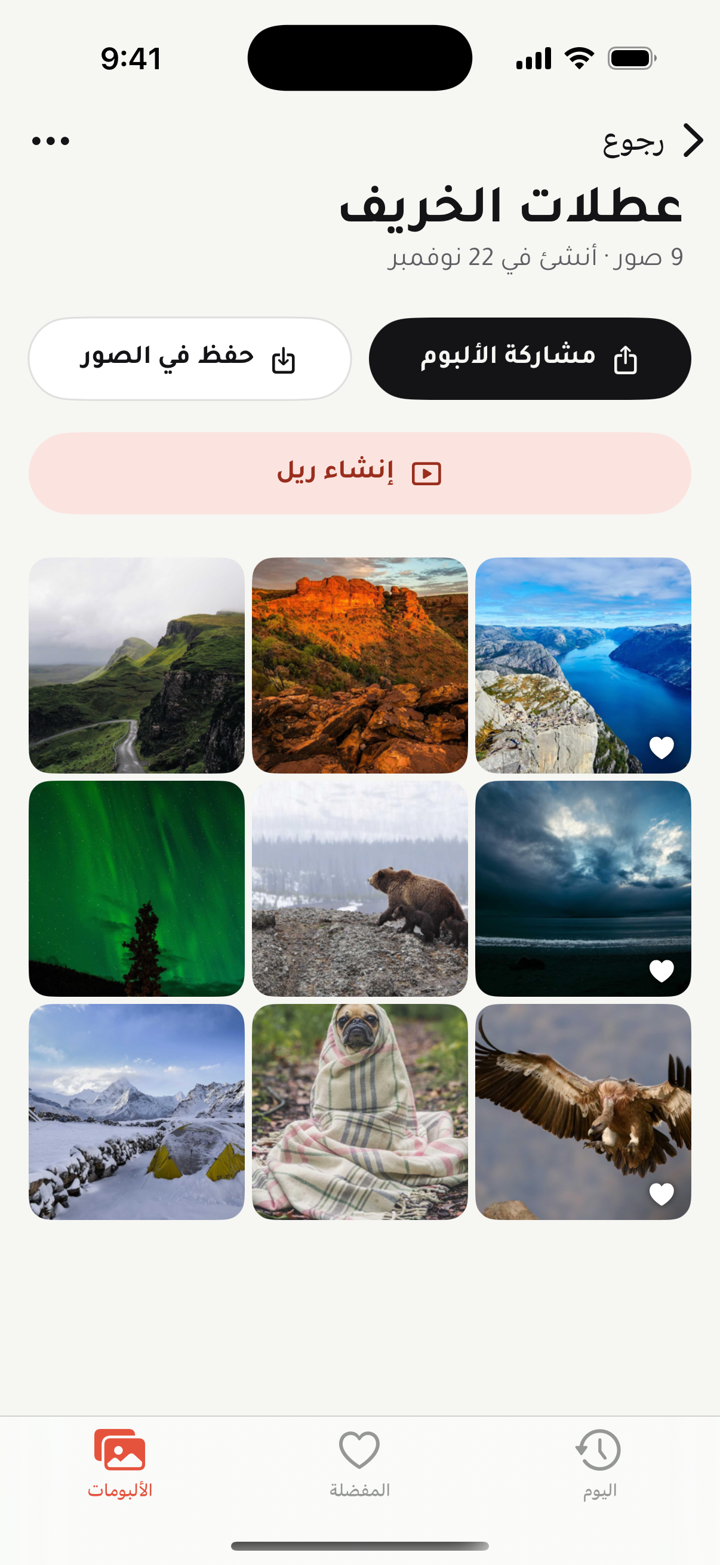 9:41
رجوع
عطلات الخريف
9 صور · أنشئ في 22 نوفمبر
مشاركة الألبوم
حفظ في الصور
إنشاء ريل
اليوم
المفضلة
الألبومات